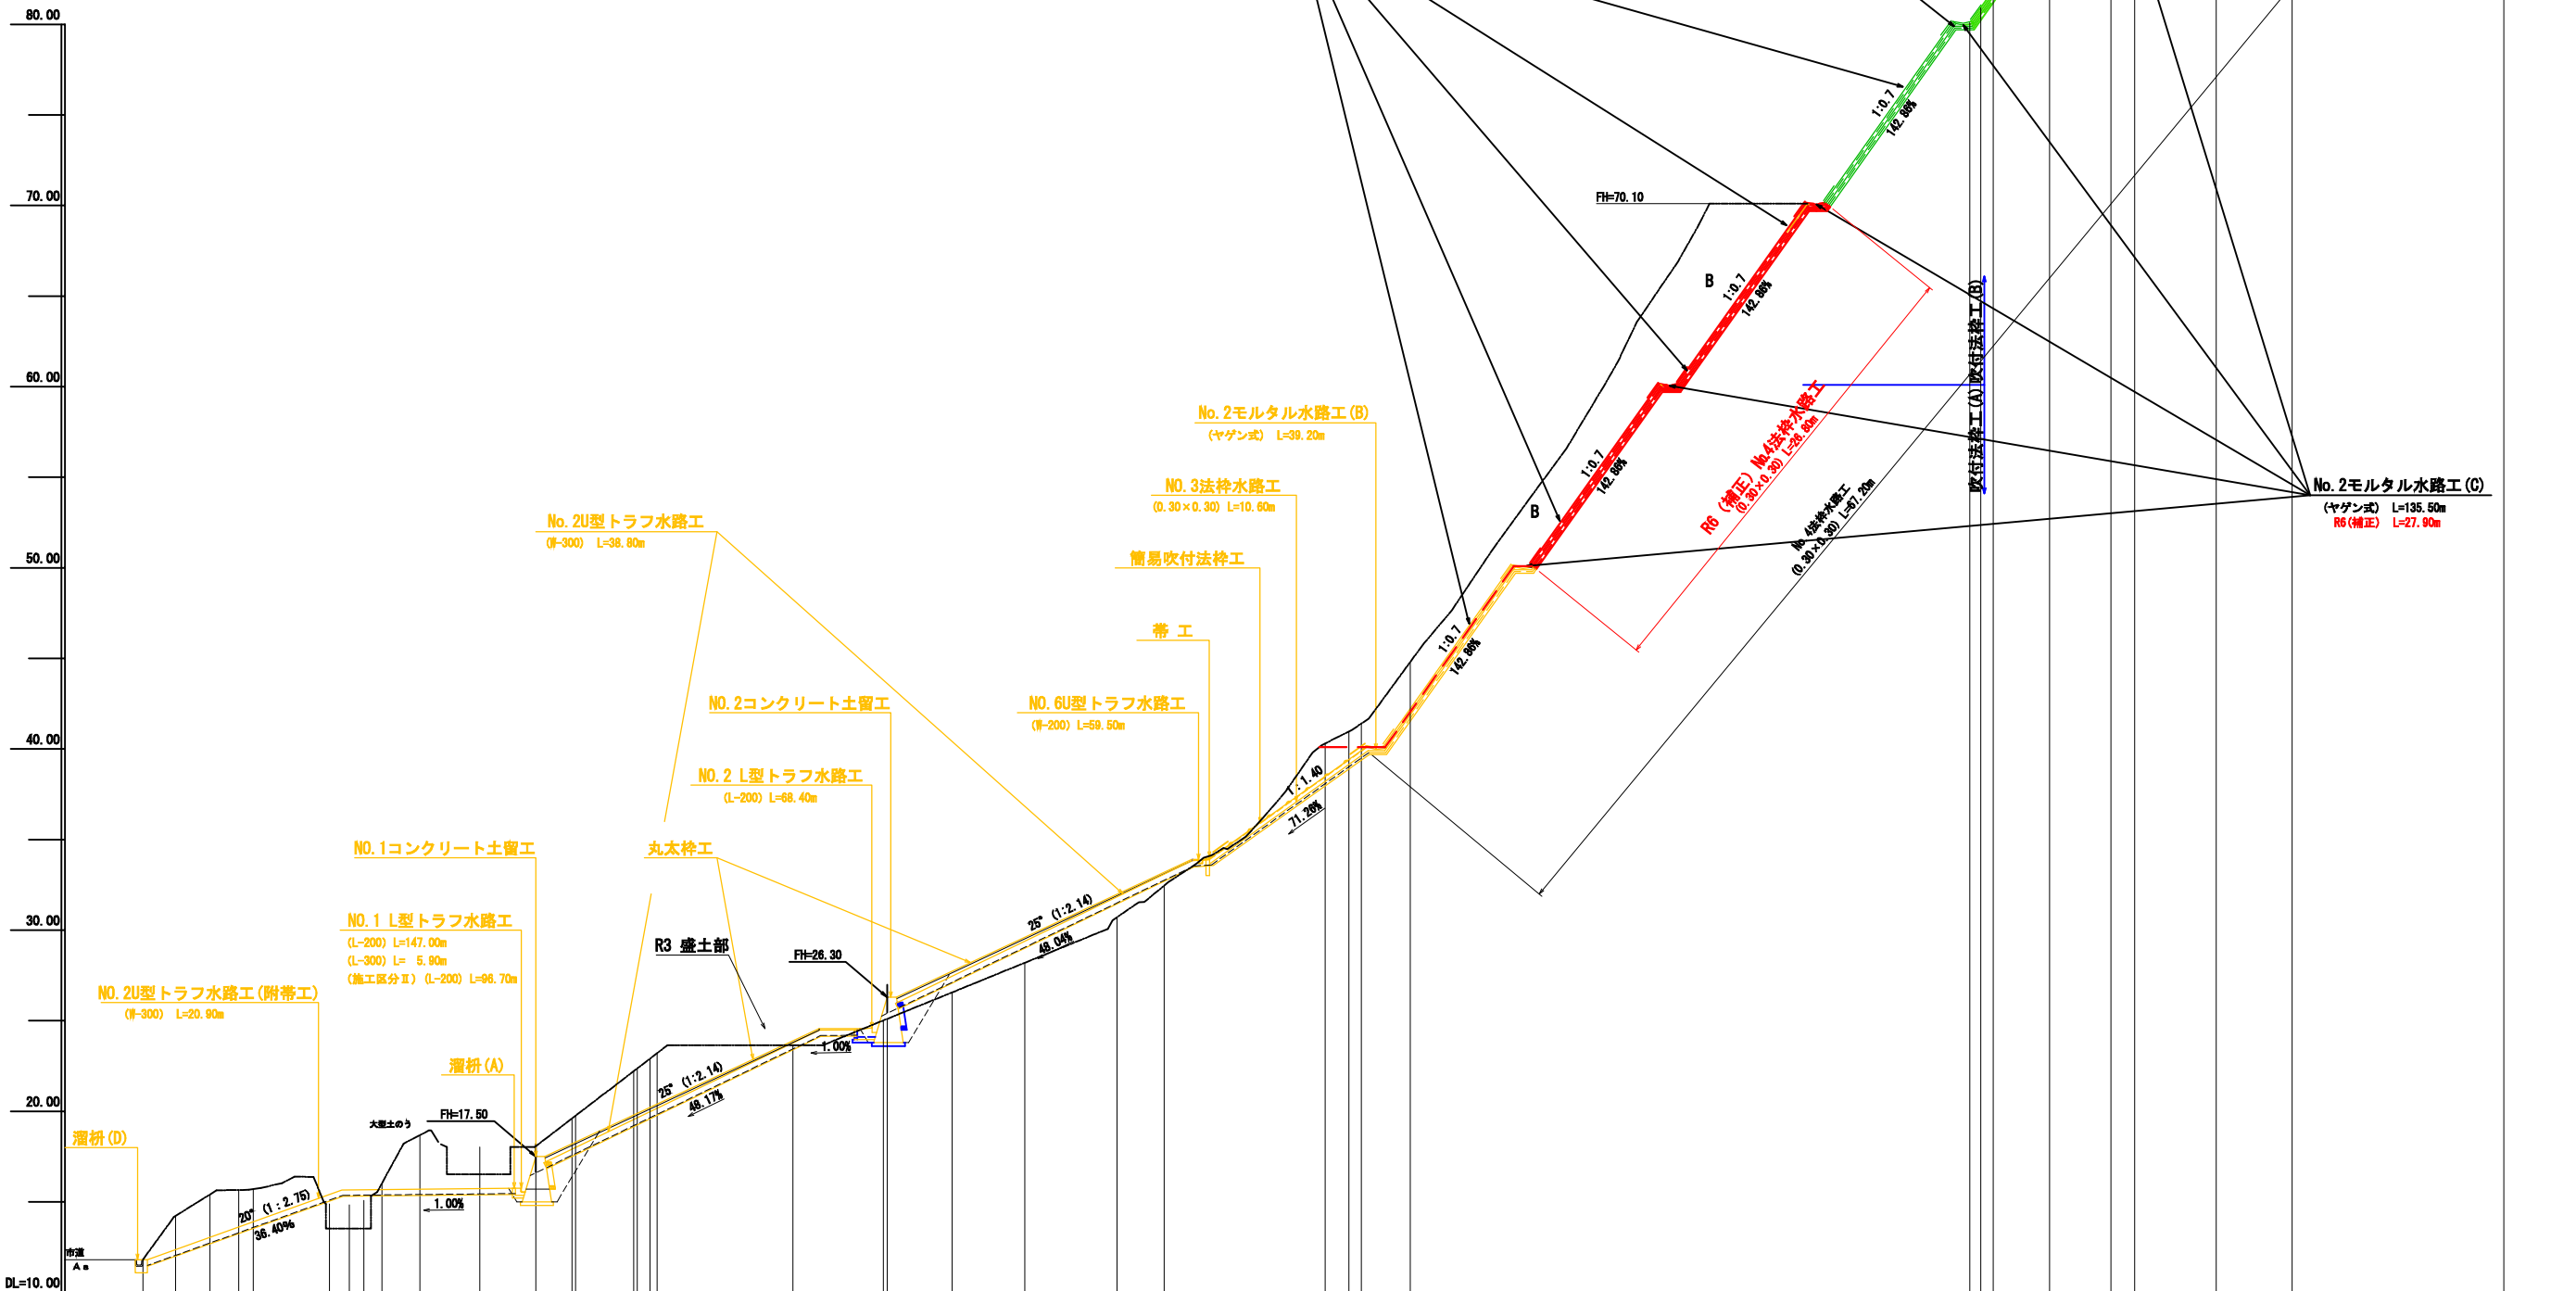 80.00
70.00
60.00
50.00
40.00
30.00
20.00
DL=10.00
1:0.7
142.86%
FH=70.10
B
1:0.7
142.86%
吹付法枠工(A)
吹付法枠工(B)
R6 (補正) No.4法枠水路工
(0.30×0.30) L=26.80m
No.4法枠水路工
(0.30×0.30) L=67.20m
No.2モルタル水路工(C)
(ヤゲン式) L=135.50m
R6(補正) L=27.90m
1:0.7
142.86%
B
No.2モルタル水路工(B)
(ヤゲン式) L=39.20m
NO.3法枠水路工
(0.30×0.30) L=10.60m
No.2U型トラフ水路工
(W-300) L=38.80m
簡易吹付法枠工
帯 工
1:0.7
142.86%
NO.2コンクリート土留工
NO.6U型トラフ水路工
(W-200) L=59.50m
NO.2 L型トラフ水路工
(L-200) L=68.40m
1:1.40
71.26%
NO.1コンクリート土留工
丸太枠工
NO.1 L型トラフ水路工
(L-200) L=147.00m
(L-300) L= 5.90m
(施工区分Ⅱ) (L-200) L=96.70m
R3 盛土部
FH=26.30
25° (1:2.14)
48.04%
NO.2U型トラフ水路工(附帯工)
(W-300) L=20.90m
1.00%
溜枡(A)
25° (1:2.14)
48.17%
大型土のう
FH=17.50
溜枡(D)
20° (1:2.75)
36.40%
1.00%
市道
As